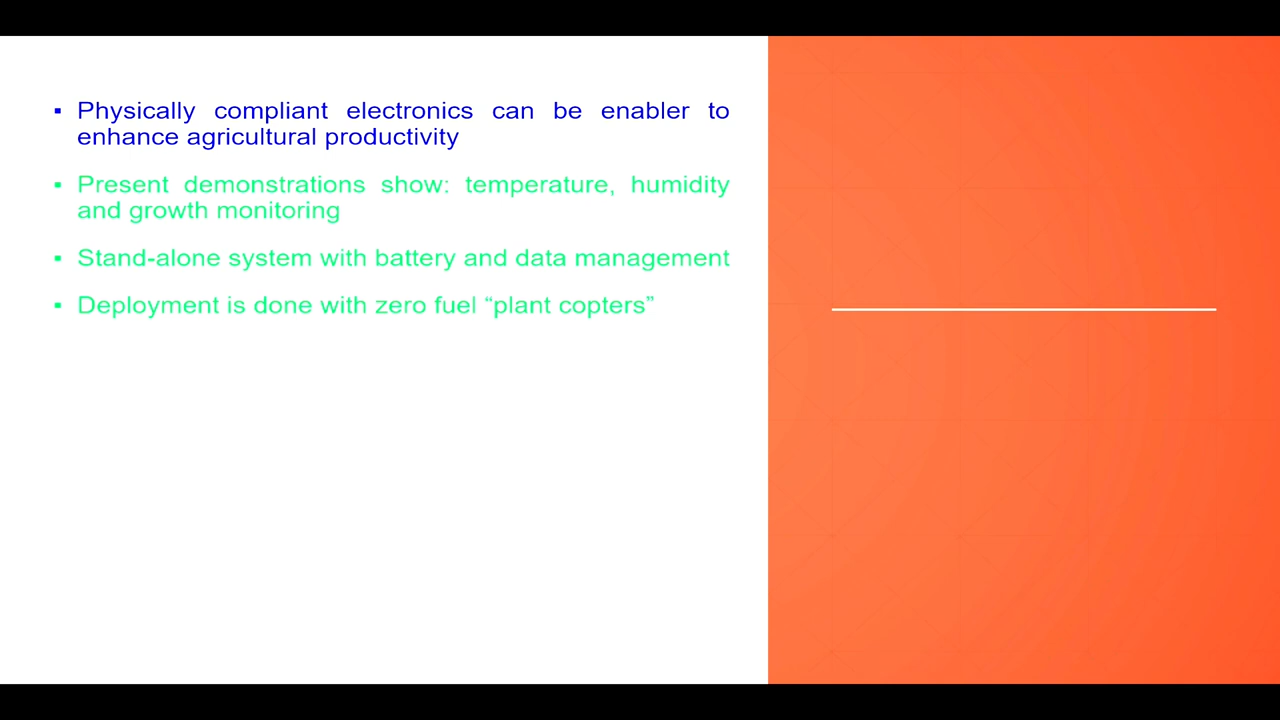 ▪ Physically compliant electronics can be enabler to
enhance agricultural productivity
▪ Present demonstrations show: temperature, humidity
and growth monitoring
▪ Stand-alone system with battery and data management
▪ Deployment is done with zero fuel “plant copters”